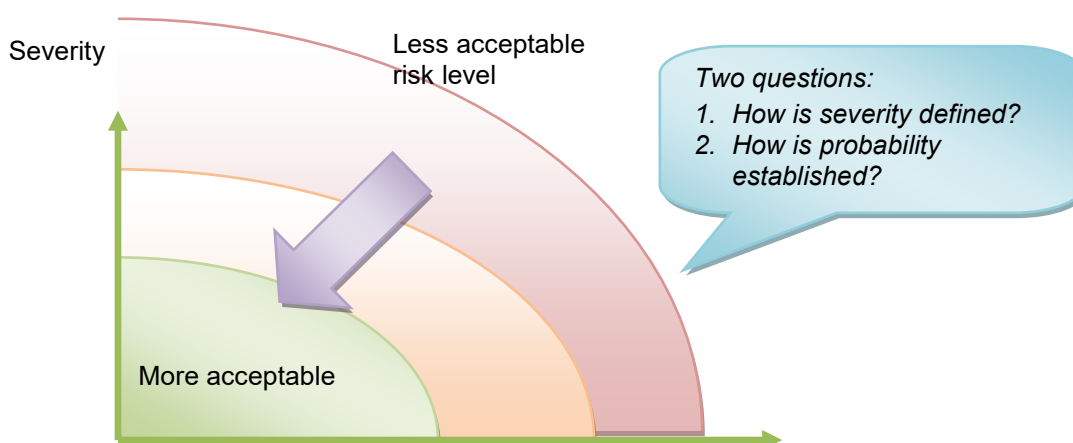 Severity
Less acceptable
risk level
Two questions:
1. How is severity defined?
2. How is probability
established?
More acceptable